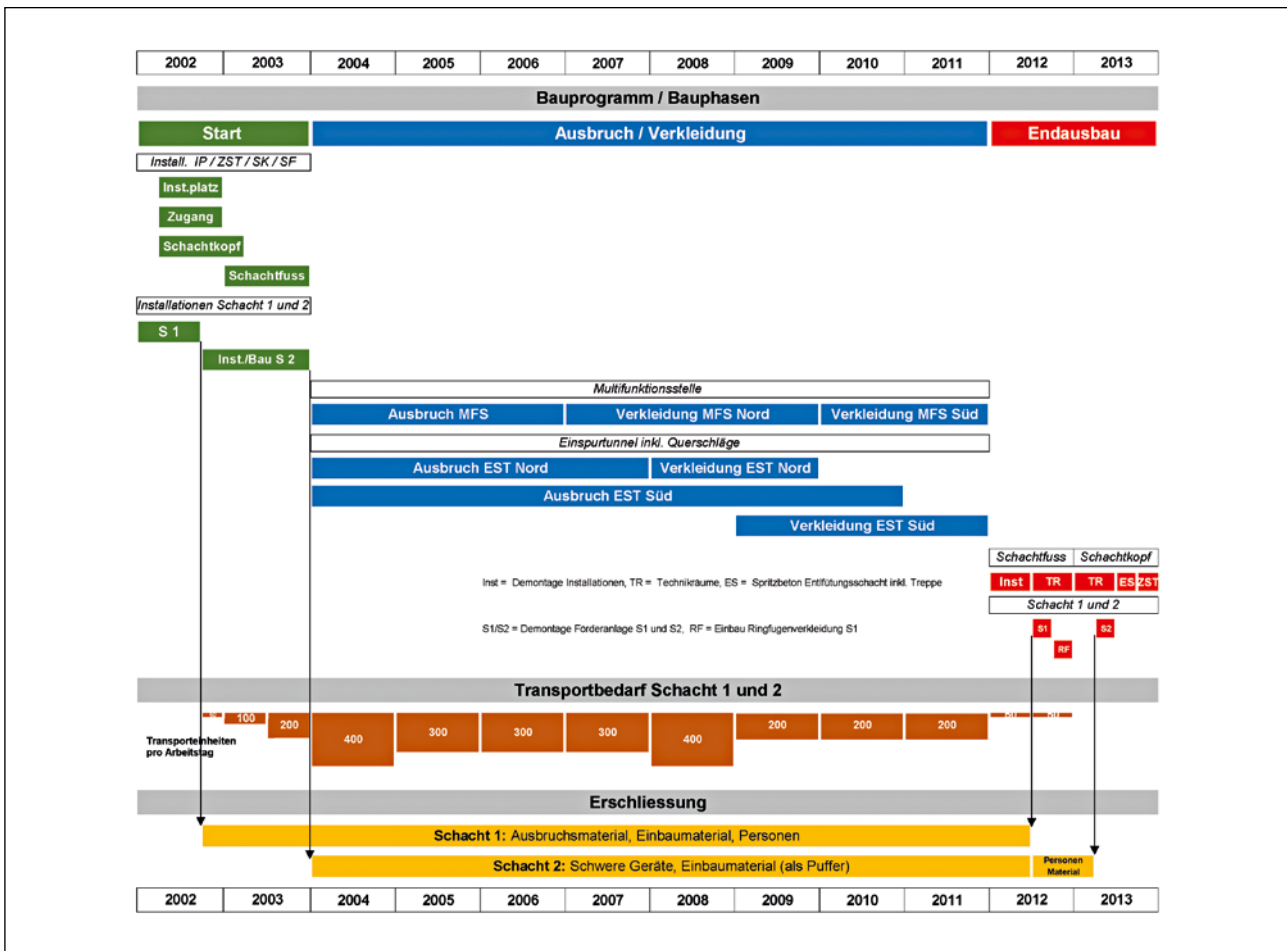 2002 2003 2004 2005 2006 2007 2008 2009 2010 2011 2012 2013
Bauprogramm / Bauphasen
Start Ausbruch / Verkleidung Endausbau
Install. IP / ZST / SK / SF
Inst.platz
Zugang
Schachtkopf
Schachtfuss
Installationen Schacht 1 und 2
S 1
Inst./Bau S 2
Multifunktionsstelle
Ausbruch MFS Verkleidung MFS Nord Verkleidung MFS Süd
Einspurtunnel inkl. Querschläge
Ausbruch EST Nord Verkleidung EST Nord
Ausbruch EST Süd
Verkleidung EST Süd
Schachtfuss Schachtkopf
Inst = Demontage Installationen, TR = Technikräume, ES = Spritzbeton Entlfütungsschacht inkl. Treppe Inst TR TR ES ZST
Schacht 1 und 2
S1/S2 = Demontage Förderanlage S1 und S2, RF = Einbau Ringfugenverkleidung S1 S1 S2
RF
Transportbedarf Schacht 1 und 2
100 200 400 300 300 300 400 200 200 200 50 50
Transporteinheiten
pro Arbeitstag
Erschliessung
Schacht 1: Ausbruchsmaterial, Einbaumaterial, Personen
Schacht 2: Schwere Geräte, Einbaumaterial (als Puffer) Personen
Material
2002 2003 2004 2005 2006 2007 2008 2009 2010 2011 2012 2013